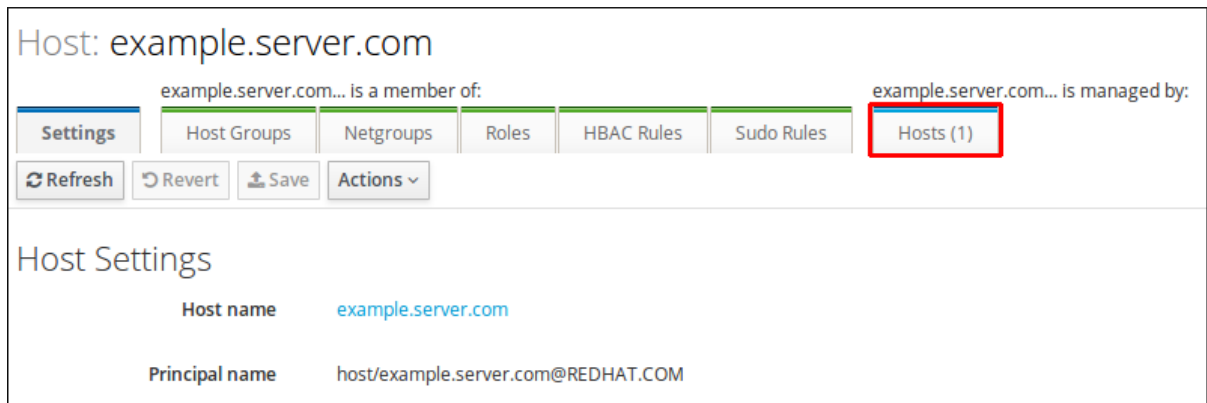 Host: example.server.com
example.server.com... is a member of: example.server.com... is managed by:
Settings Host Groups Netgroups Roles HBAC Rules Sudo Rules Hosts (1)
Refresh Revert Save Actions
Host Settings
Host name example.server.com
Principal name host/example.server.com@REDHAT.COM